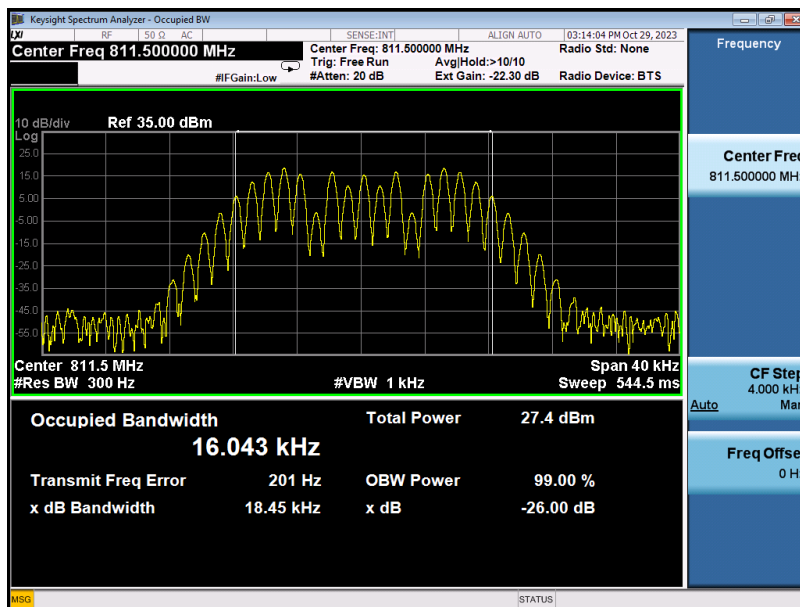 Keysight Spectrum Analyzer - Occupied BW
LXI RF 50 Ω AC SENSE:INT ALIGN AUTO 03:14:04 PM Oct 29, 2023
Center Freq 811.500000 MHz
Center Freq: 811.500000 MHz Radio Std: None
Trig: Free Run Avg|Hold:>10/10
#IFGain:Low #Atten: 20 dB Ext Gain: -22.30 dB Radio Device: BTS
10 dB/div Ref 35.00 dBm
Log
25.0
15.0
5.00
-5.00
-15.0
-25.0
-35.0
-45.0
-55.0
Center 811.5 MHz Span 40 kHz
#Res BW 300 Hz #VBW 1 kHz Sweep 544.5 ms
Occupied Bandwidth Total Power 27.4 dBm
16.043 kHz
Transmit Freq Error 201 Hz OBW Power 99.00 %
x dB Bandwidth 18.45 kHz x dB -26.00 dB
MSG STATUS
Frequency
Center Freq
811.500000 MHz
CF Step
4.000 kHz
Auto Man
Freq Offset
0 Hz